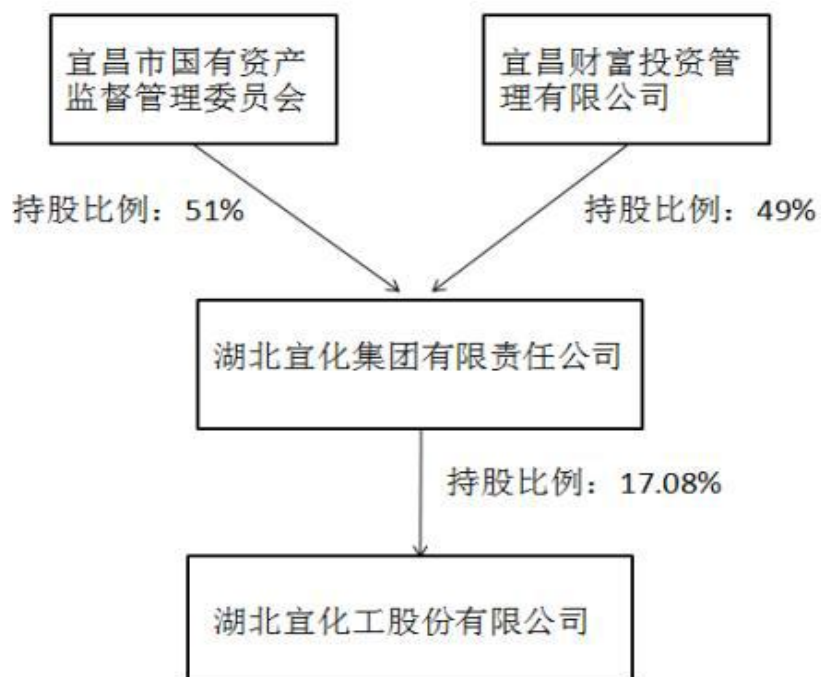 宜昌市国有资产
监督管理委员会
宜昌财富投资管
理有限公司
持股比例：51%
持股比例：49%
湖北宜化集团有限责任公司
持股比例：17.08%
湖北宜化工股份有限公司